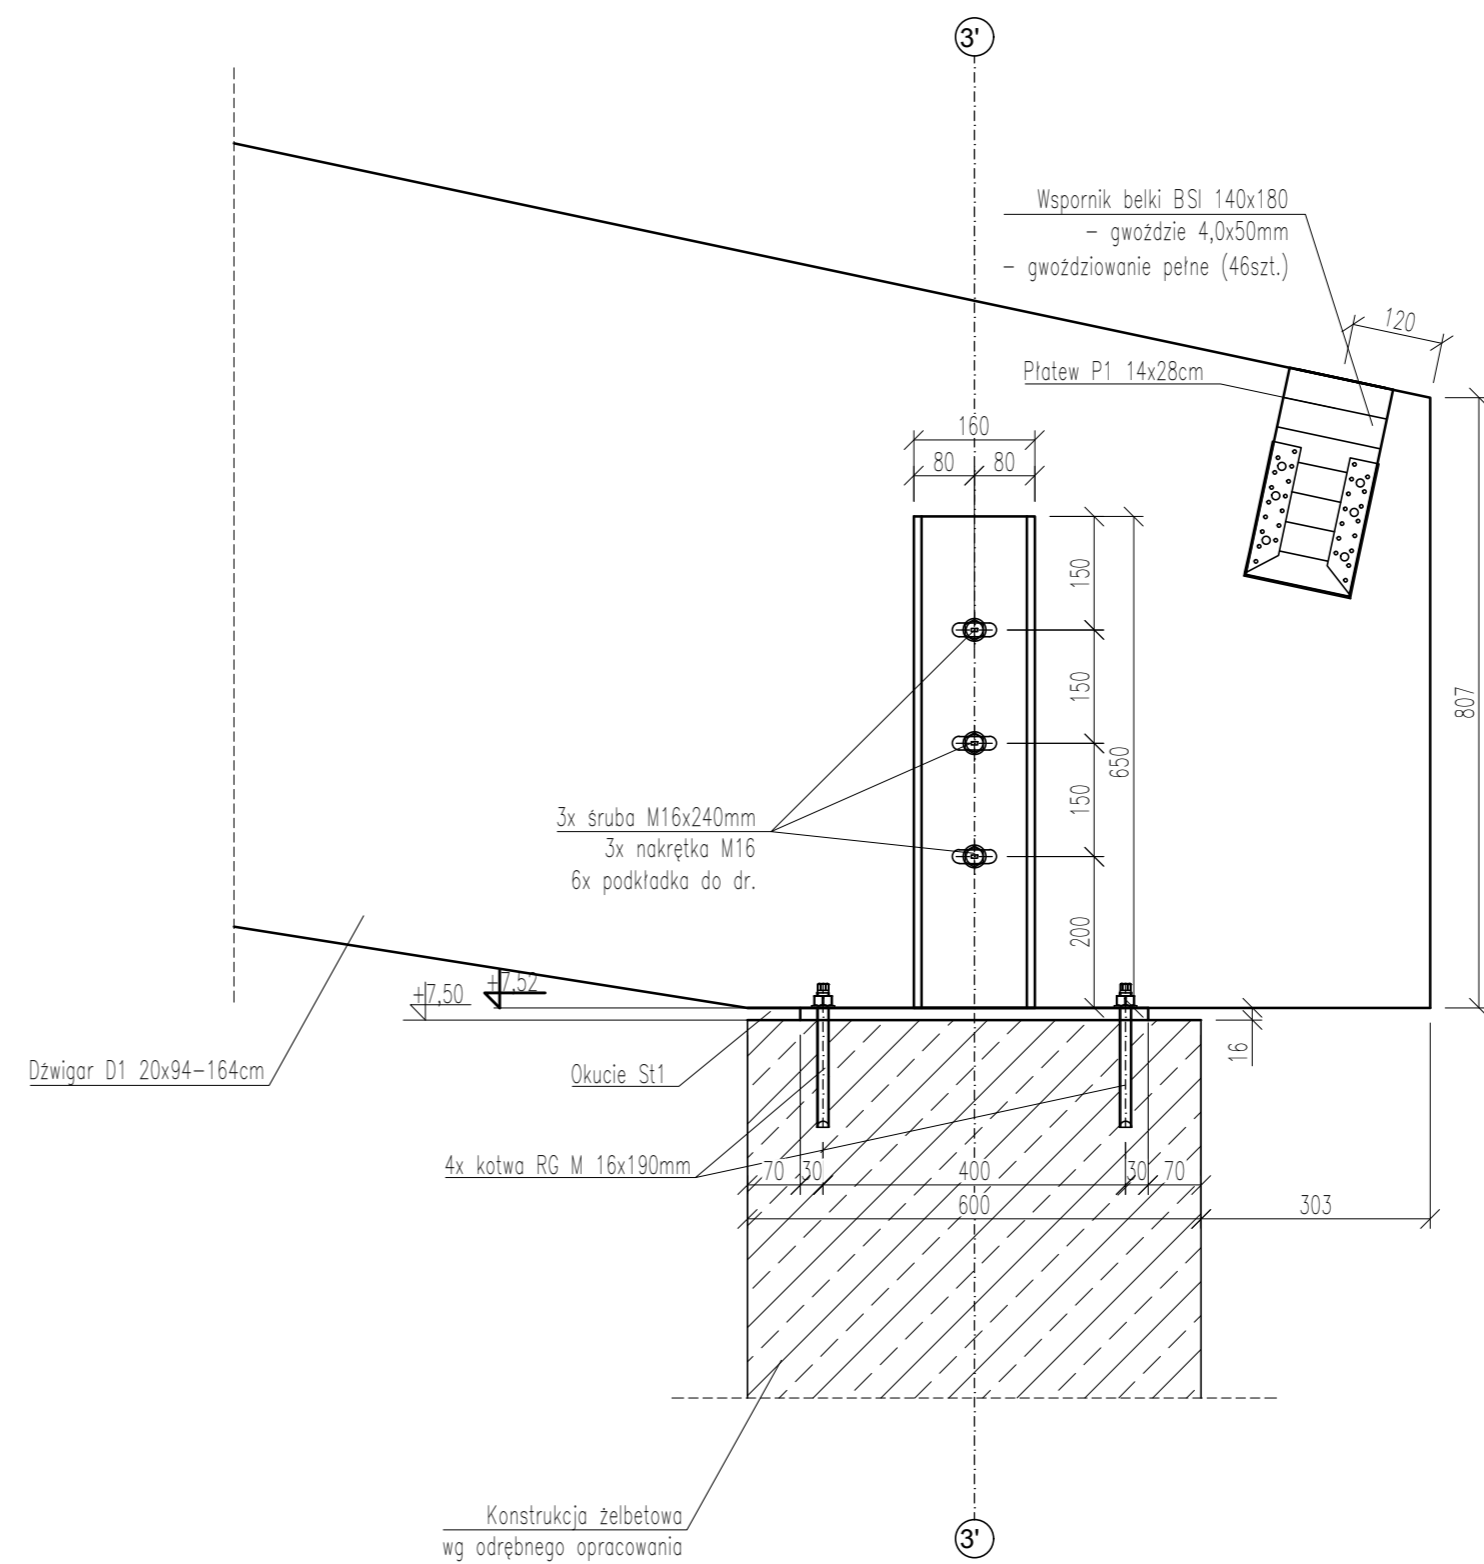 3'
Wspornik belki BSI 140x180
- gwoździe 4,0x50mm
- gwoździowanie pełne (46szt.)
120
Płatew P1 14x28cm
160
80
80
150
150
650
807
150
3x śruba M16x240mm
3x nakrętka M16
6x podkładka do dr.
200
+7,50
+7,52
16
Dźwigar D1 20x94-164cm
Okucie St1
4x kotwa RG M 16x190mm
70
30
400
30
70
600
303
Konstrukcja żelbetowa
wg odrębnego opracowania
3'